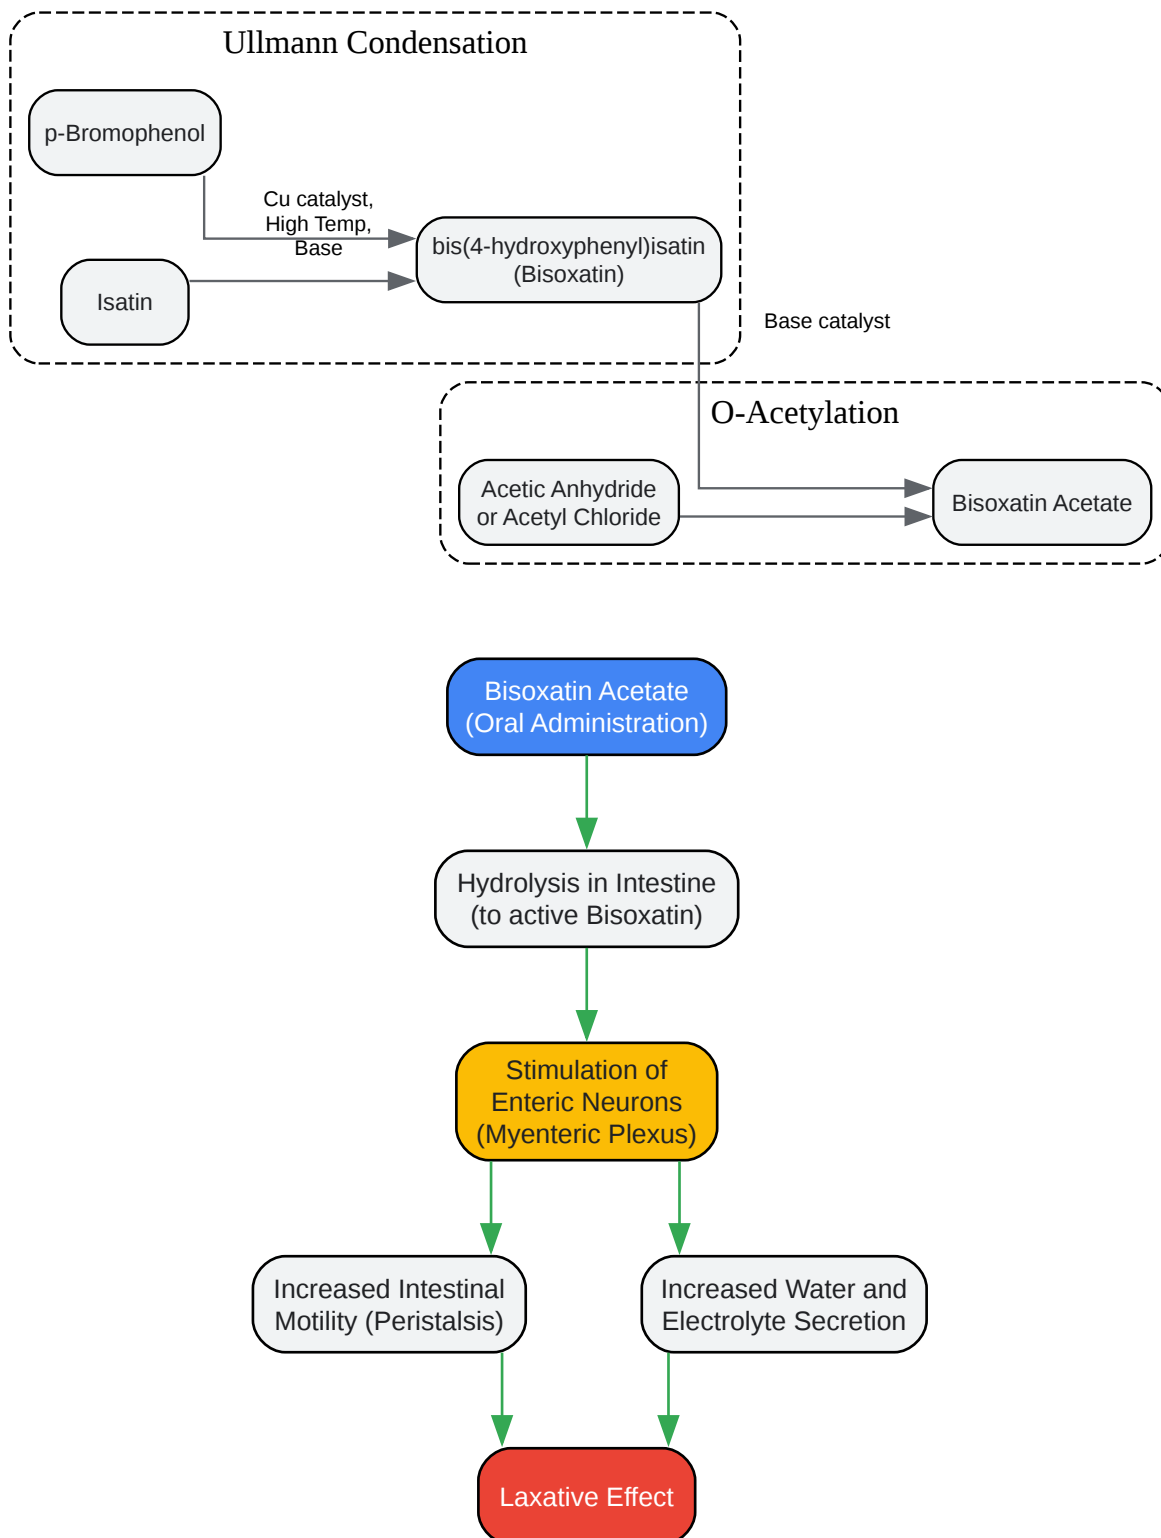 Ullmann Condensation
p-Bromophenol
Cu catalyst,
High Temp,
Base
bis(4-hydroxyphenyl)isatin
(Bisoxatin)
Isatin
Base catalyst
O-Acetylation
Acetic Anhydride
or Acetyl Chloride
Bisoxatin Acetate
Bisoxatin Acetate
(Oral Administration)
Hydrolysis in Intestine
(to active Bisoxatin)
Stimulation of
Enteric Neurons
(Myenteric Plexus)
Increased Intestinal
Motility (Peristalsis)
Increased Water and
Electrolyte Secretion
Laxative Effect